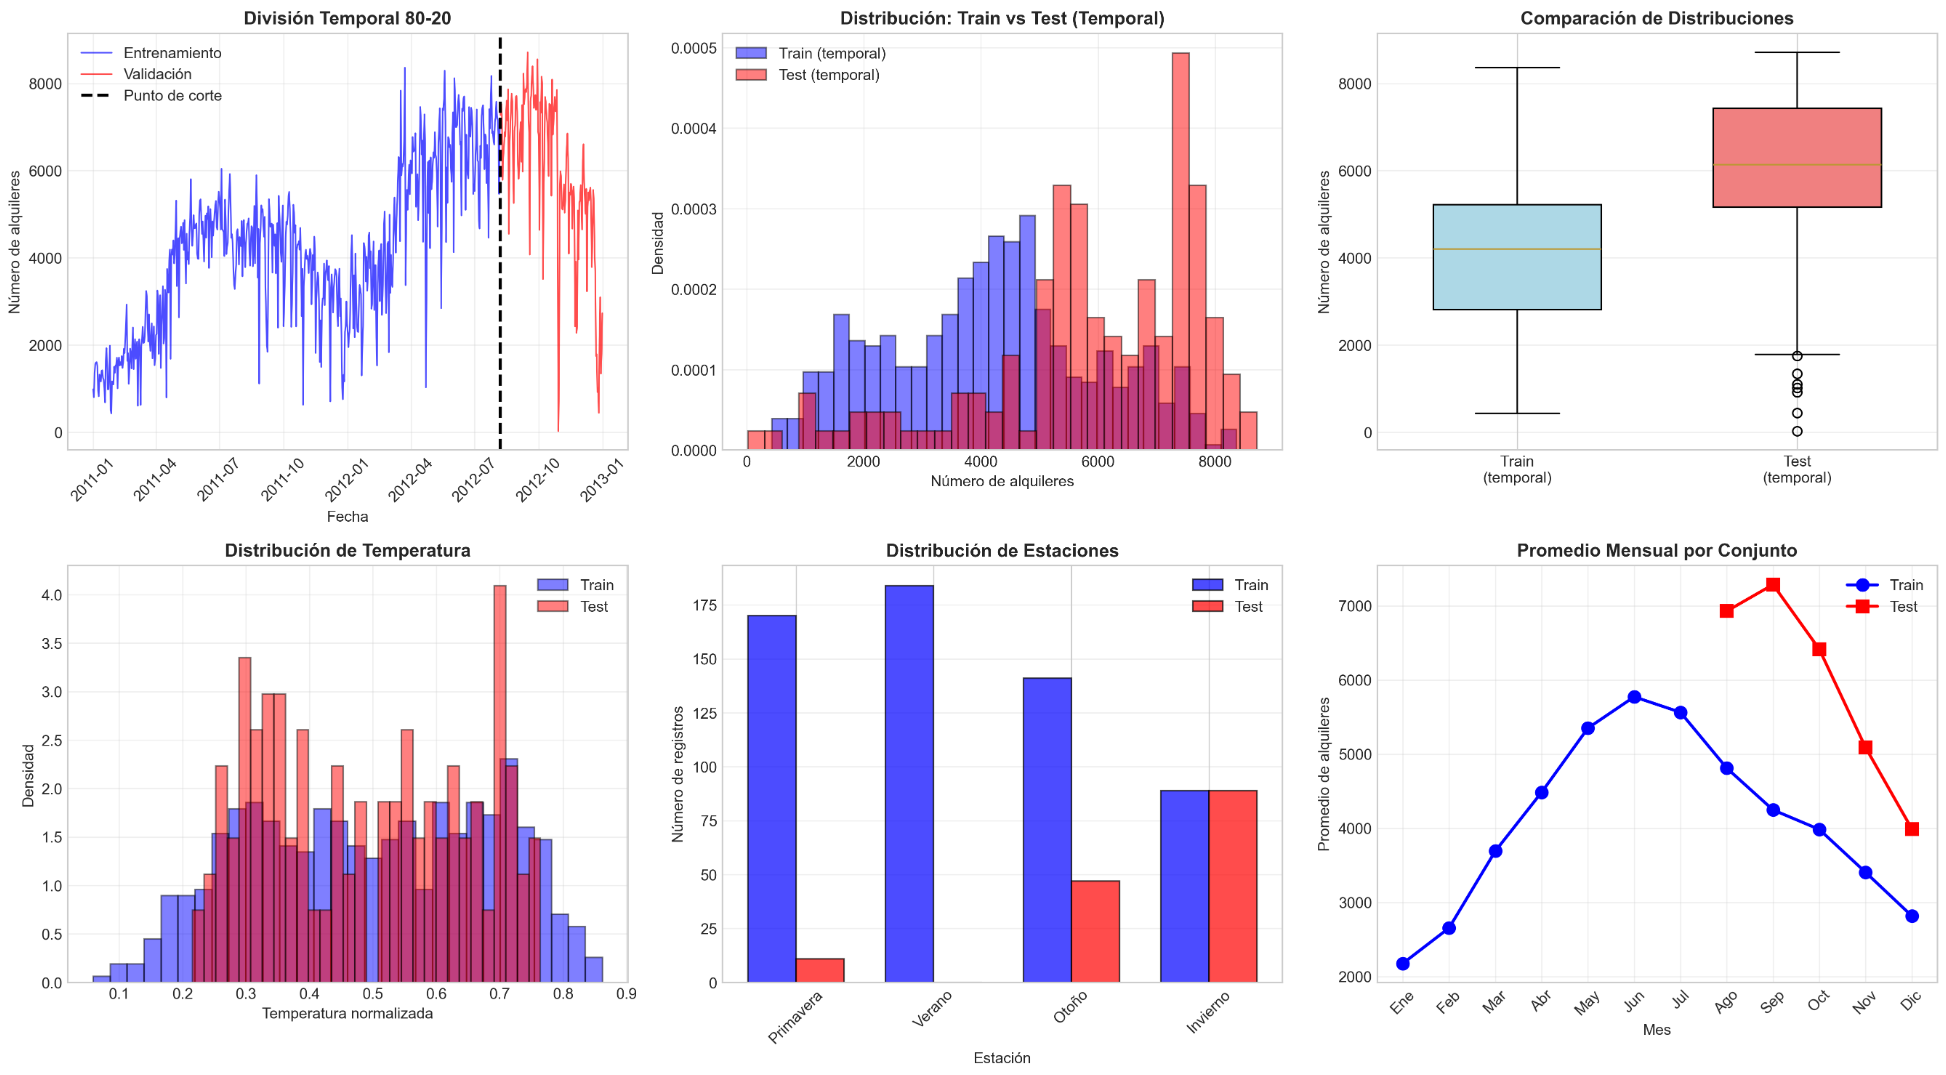 División Temporal 80-20
Entrenamiento
Validación
Punto de corte
Número de alquileres
8000
6000
4000
2000
0
2011-01
2011-04
2011-07
2011-10
2012-01
2012-04
2012-07
2012-10
2013-01
Fecha
Distribución: Train vs Test (Temporal)
Train (temporal)
Test (temporal)
Densidad
0.0005
0.0004
0.0003
0.0002
0.0001
0.0000
0
2000
4000
6000
8000
Número de alquileres
Comparación de Distribuciones
Número de alquileres
8000
6000
4000
2000
0
Train
(temporal)
Test
(temporal)
Distribución de Temperatura
Train
Test
Densidad
4.0
3.5
3.0
2.5
2.0
1.5
1.0
0.5
0.0
0.1
0.2
0.3
0.4
0.5
0.6
0.7
0.8
0.9
Temperatura normalizada
Distribución de Estaciones
Train
Test
Número de registros
175
150
125
100
75
50
25
0
Primavera
Verano
Otoño
Invierno
Estación
Promedio Mensual por Conjunto
Train
Test
Promedio de alquileres
7000
6000
5000
4000
3000
2000
Ene
Feb
Mar
Abr
May
Jun
Jul
Ago
Sep
Oct
Nov
Dic
Mes